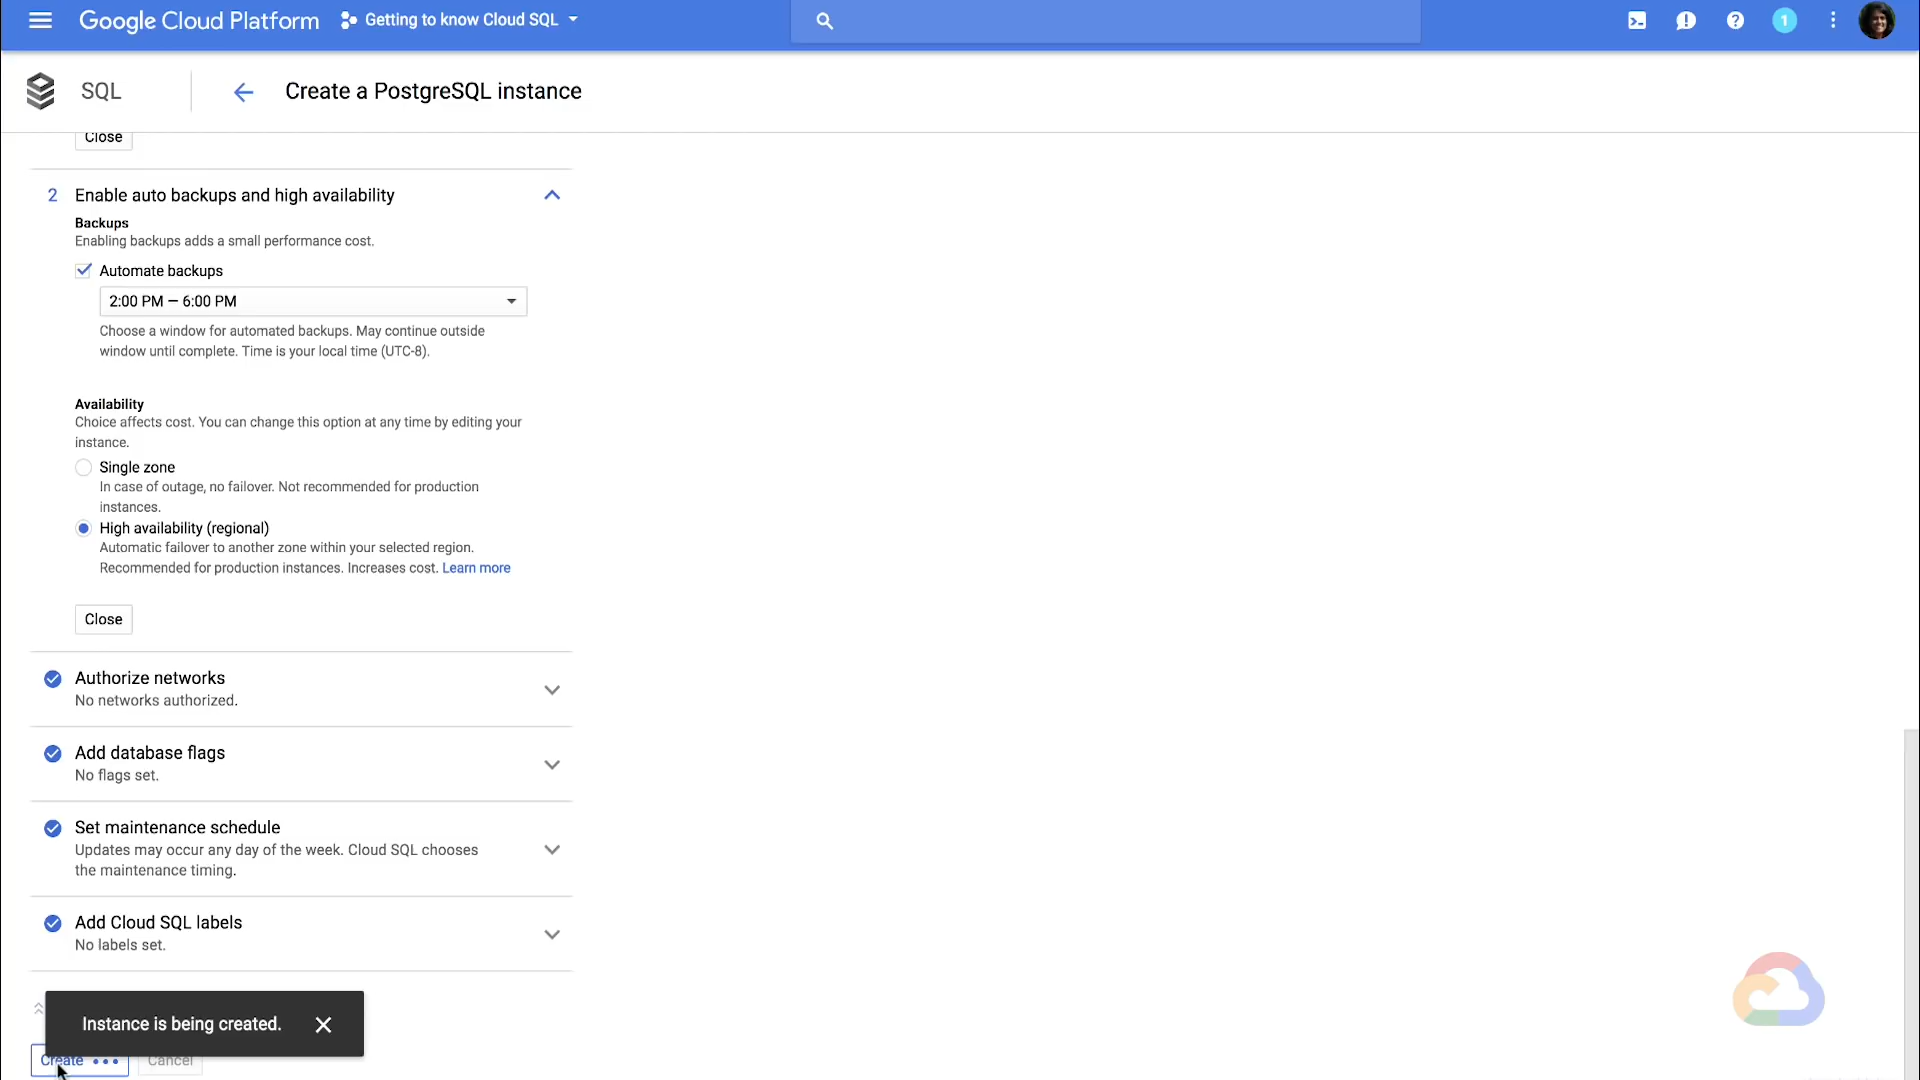 Google Cloud Platform
Getting to know Cloud SQL
1
SQL
Create a PostgreSQL instance
Close
2 Enable auto backups and high availability
Backups
Enabling backups adds a small performance cost.
Automate backups
2:00 PM — 6:00 PM
Choose a window for automated backups. May continue outside
window until complete. Time is your local time (UTC-8).
Availability
Choice affects cost. You can change this option at any time by editing your
instance.
Single zone
In case of outage, no failover. Not recommended for production
instances.
High availability (regional)
Automatic failover to another zone within your selected region.
Recommended for production instances. Increases cost. Learn more
Close
Authorize networks
No networks authorized.
Add database flags
No flags set.
Set maintenance schedule
Updates may occur any day of the week. Cloud SQL chooses
the maintenance timing.
Add Cloud SQL labels
No labels set.
Instance is being created.
Create
Cancel